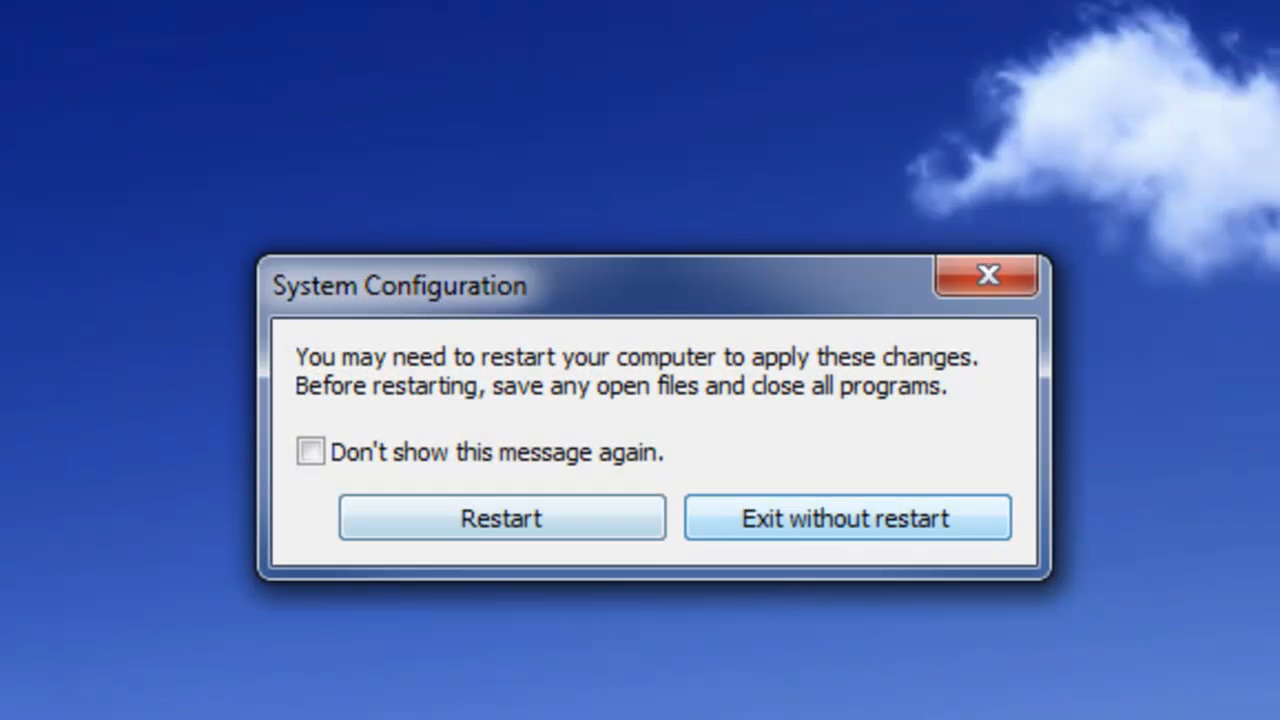 System Configuration
You may need to restart your computer to apply these changes.
Before restarting, save any open files and close all programs.
Don't show this message again.
Restart
Exit without restart